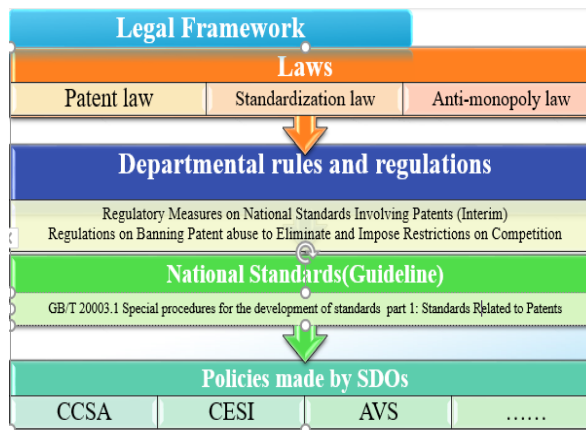 Legal Framework
Laws
Patent law
Standardization law
Anti-monopoly law
Departmental rules and regulations
Regulatory Measures on National Standards Involving Patents (Interim)
Regulations on Banning Patent abuse to Eliminate and Impose Restrictions on Competition
National Standards(Guideline)
GB/T 20003.1 Special procedures for the development of standards part 1: Standards Related to Patents
Policies made by SDOs
CCSA
CESI
AVS
……